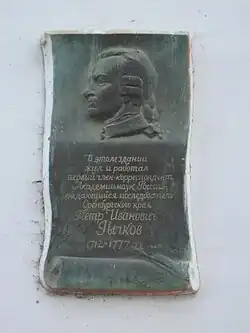 В этом здании
жил и работал
первый член-корреспондент
Академии наук России,
выдающийся исследователь
Оренбургского края
Петр Иванович
Рычков
1712-1777 г.г.